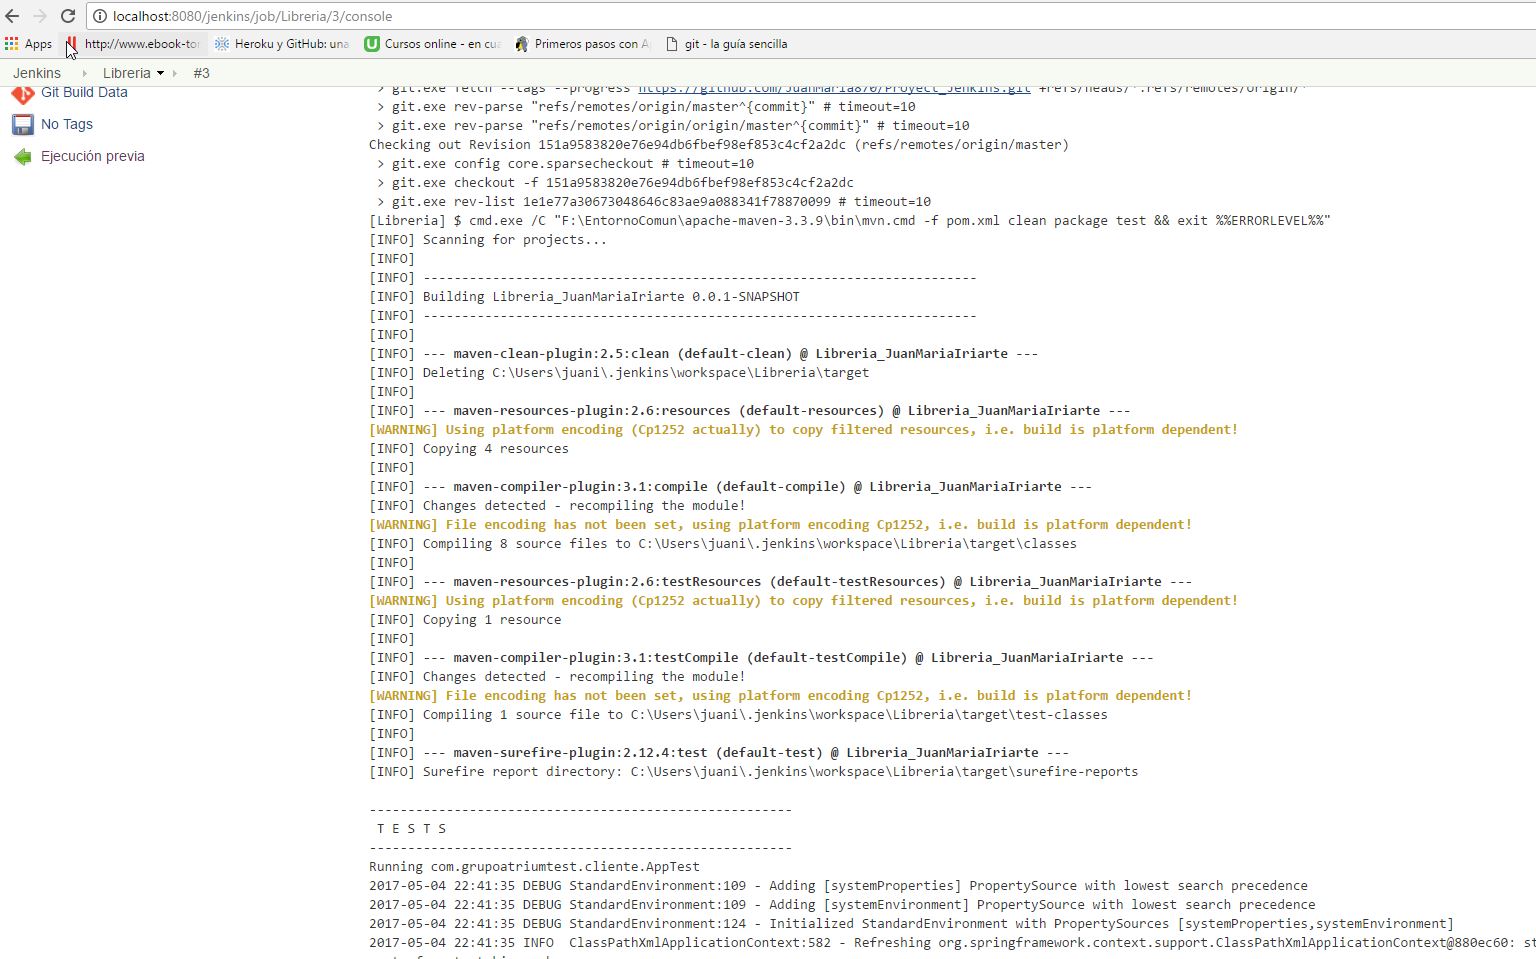 localhost:8080/jenkins/job/Libreria/3/console
Apps http://www.ebook-tor Heroku y GitHub: una Cursos online - en cua Primeros pasos con A git - la guía sencilla
Jenkins Libreria #3
Git Build Data
No Tags
Ejecución previa
> git.exe fetch --tags --progress https://github.com/JuanMaria870/Proyect_Jenkins.git +refs/heads/*:refs/remotes/origin/*
> git.exe rev-parse "refs/remotes/origin/master^{commit}" # timeout=10
> git.exe rev-parse "refs/remotes/origin/origin/master^{commit}" # timeout=10
Checking out Revision 151a9583820e76e94db6fbef98ef853c4cf2a2dc (refs/remotes/origin/master)
> git.exe config core.sparsecheckout # timeout=10
> git.exe checkout -f 151a9583820e76e94db6fbef98ef853c4cf2a2dc
> git.exe rev-list 1e1e77a30673048646c83ae9a088341f78870099 # timeout=10
[Libreria] $ cmd.exe /C "F:\EntornoComun\apache-maven-3.3.9\bin\mvn.cmd -f pom.xml clean package test && exit %%ERRORLEVEL%%"
[INFO] Scanning for projects...
[INFO]
[INFO] ------------------------------------------------------------------------
[INFO] Building Libreria_JuanMariaIriarte 0.0.1-SNAPSHOT
[INFO] ------------------------------------------------------------------------
[INFO]
[INFO] --- maven-clean-plugin:2.5:clean (default-clean) @ Libreria_JuanMariaIriarte ---
[INFO] Deleting C:\Users\juani\.jenkins\workspace\Libreria\target
[INFO]
[INFO] --- maven-resources-plugin:2.6:resources (default-resources) @ Libreria_JuanMariaIriarte ---
[WARNING] Using platform encoding (Cp1252 actually) to copy filtered resources, i.e. build is platform dependent!
[INFO] Copying 4 resources
[INFO]
[INFO] --- maven-compiler-plugin:3.1:compile (default-compile) @ Libreria_JuanMariaIriarte ---
[INFO] Changes detected - recompiling the module!
[WARNING] File encoding has not been set, using platform encoding Cp1252, i.e. build is platform dependent!
[INFO] Compiling 8 source files to C:\Users\juani\.jenkins\workspace\Libreria\target\classes
[INFO]
[INFO] --- maven-resources-plugin:2.6:testResources (default-testResources) @ Libreria_JuanMariaIriarte ---
[WARNING] Using platform encoding (Cp1252 actually) to copy filtered resources, i.e. build is platform dependent!
[INFO] Copying 1 resource
[INFO]
[INFO] --- maven-compiler-plugin:3.1:testCompile (default-testCompile) @ Libreria_JuanMariaIriarte ---
[INFO] Changes detected - recompiling the module!
[WARNING] File encoding has not been set, using platform encoding Cp1252, i.e. build is platform dependent!
[INFO] Compiling 1 source file to C:\Users\juani\.jenkins\workspace\Libreria\target\test-classes
[INFO]
[INFO] --- maven-surefire-plugin:2.12.4:test (default-test) @ Libreria_JuanMariaIriarte ---
[INFO] Surefire report directory: C:\Users\juani\.jenkins\workspace\Libreria\target\surefire-reports
-------------------------------------------------------
T E S T S
-------------------------------------------------------
Running com.grupoatriumtest.cliente.AppTest
2017-05-04 22:41:35 DEBUG StandardEnvironment:109 - Adding [systemProperties] PropertySource with lowest search precedence
2017-05-04 22:41:35 DEBUG StandardEnvironment:109 - Adding [systemEnvironment] PropertySource with lowest search precedence
2017-05-04 22:41:35 DEBUG StandardEnvironment:124 - Initialized StandardEnvironment with PropertySources [systemProperties,systemEnvironment]
2017-05-04 22:41:35 INFO ClassPathXmlApplicationContext:582 - Refreshing org.springframework.context.support.ClassPathXmlApplicationContext@880ec60: st